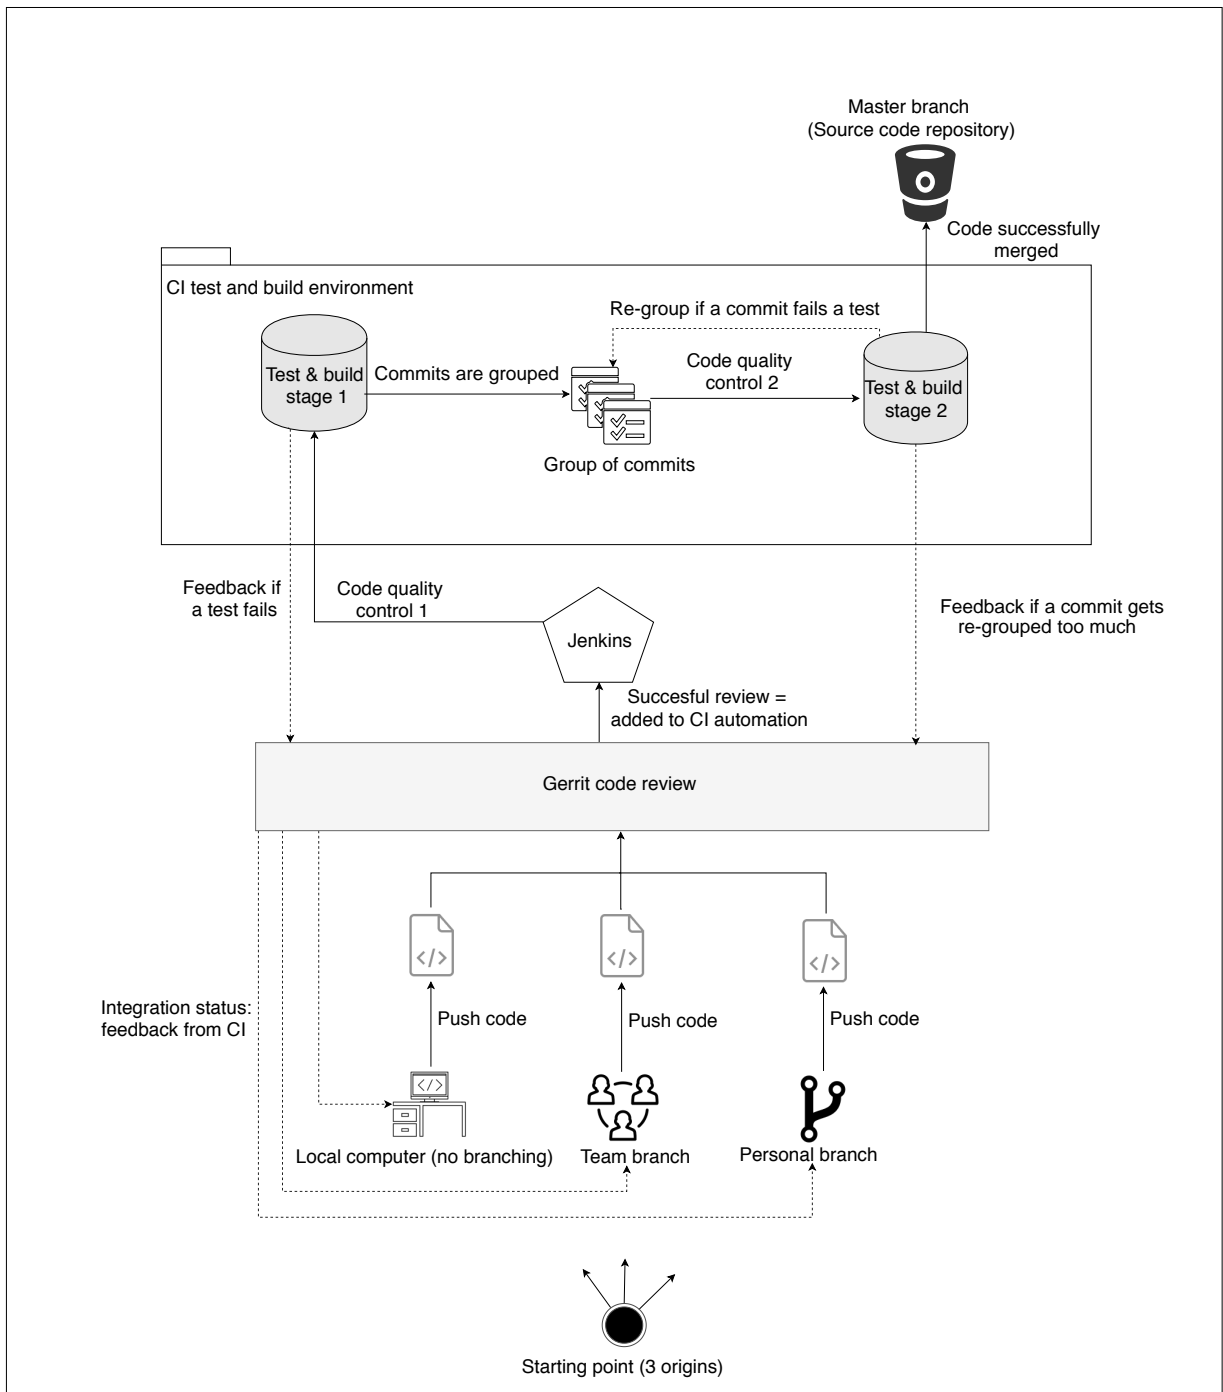 Master branch
(Source code repository)
Code successfully
merged
CI test and build environment
Re-group if a commit fails a test
Test & build
stage 1
Commits are grouped
Code quality
control 2
Test & build
stage 2
Group of commits
Feedback if
a test fails
Code quality
control 1
Jenkins
Feedback if a commit gets
re-grouped too much
Succesful review =
added to CI automation
Gerrit code review
</>
</>
</>
Integration status:
feedback from CI
Push code
Push code
Push code
</>
Local computer (no branching)
Team branch
Personal branch
Starting point (3 origins)